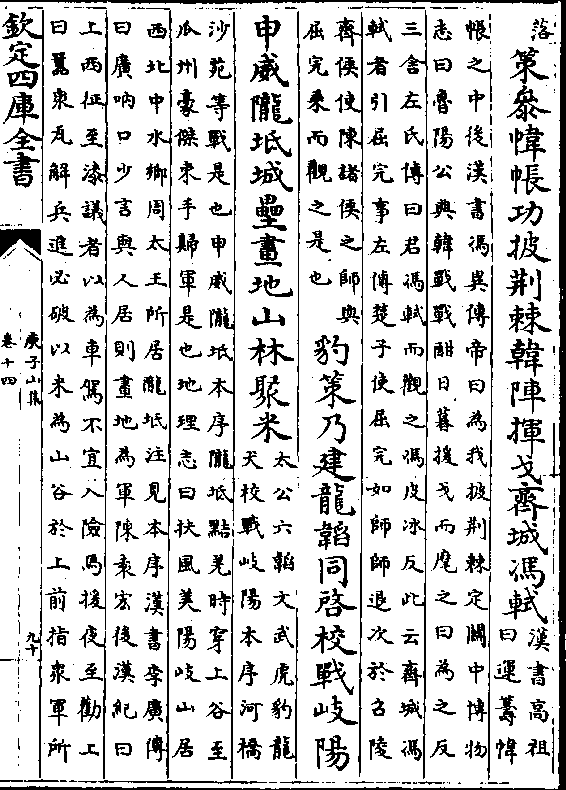 落
策叅幃帳功披荆棘韓陣揮戈齊城馮軾
漢書高祖
曰運籌幃
帳之中後漢書馮異傳帝曰為我披荆棘定關中博物
志曰魯陽公與韓戰戰酣日暮援戈而麾之日為之反
三舍左氏傳曰君馮軾而觀之馮皮冰反此云齊城馮
軾者引屈完事左傳楚子使屈完如師師退次於召陵
齊侯使陳諸侯之師與
屈完乘而觀之是也
豹策乃建龍韜同啓校戰岐陽
申威隴坻城壘畫地山林聚米
太公六韜文武虎豹龍
犬校戰岐陽本序河橋
沙苑等戰是也申威隴坻本序隴坻黠羌時穿上谷至
瓜州豪傑束手歸軍是也地理志曰扶風美陽岐山居
西北中水鄉周太王所居隴坻注見本序漢書李廣傳
曰廣吶口少言與人居則畫地為軍陳袁宏後漢紀曰
上西征至漆議者以為車駕不宜入險馬援夜至勸上
曰囂衆瓦解兵進必破以米為山谷於上前指衆軍所
欽定四庫全書
庾子山集
卷十四
九十